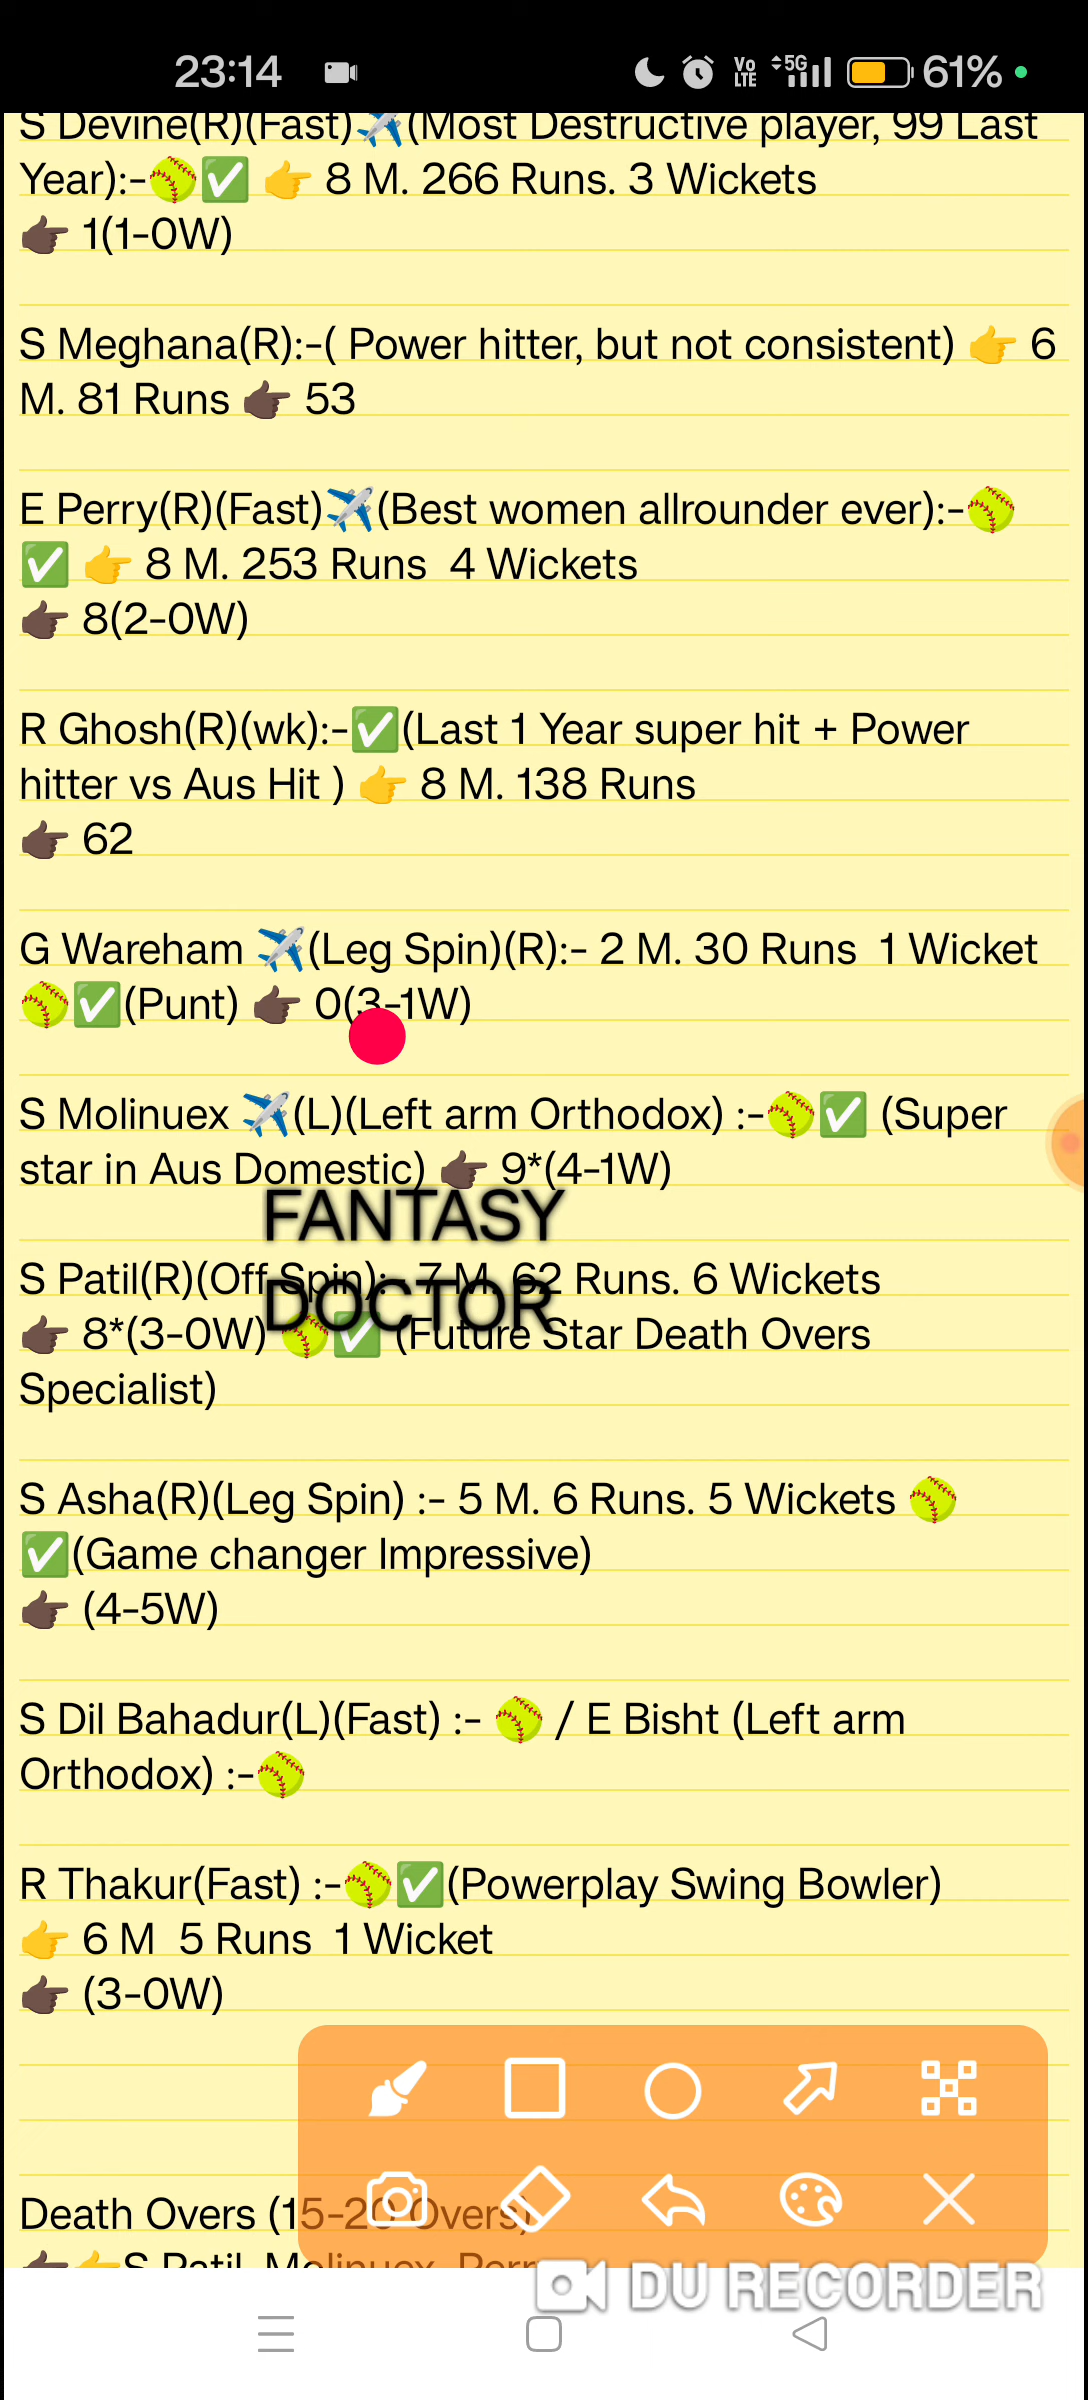 23:14 Vo LTE 5G 61%
S Devine(R)(Fast)✈️(Most Destructive player, 99 Last
Year):-🥎✅ 👉 8 M. 266 Runs. 3 Wickets
👉🏿 1(1-0W)
S Meghana(R):-( Power hitter, but not consistent) 👉 6
M. 81 Runs 👉🏿 53
E Perry(R)(Fast)✈️(Best women allrounder ever):-🥎
✅ 👉 8 M. 253 Runs  4 Wickets
👉🏿 8(2-0W)
R Ghosh(R)(wk):-✅(Last 1 Year super hit + Power
hitter vs Aus Hit ) 👉 8 M. 138 Runs
👉🏿 62
G Wareham ✈️(Leg Spin)(R):- 2 M. 30 Runs  1 Wicket
🥎✅(Punt) 👉🏿 0(3-1W)
S Molinuex ✈️(L)(Left arm Orthodox) :-🥎✅ (Super
star in Aus Domestic) 👉🏿 9*(4-1W)
FANTASY
S Patil(R)(Off Spin):- 7 M. 62 Runs. 6 Wickets
DOCTOR
👉🏿 8*(3-0W) 🥎✅ (Future Star Death Overs
Specialist)
S Asha(R)(Leg Spin) :- 5 M. 6 Runs. 5 Wickets 🥎
✅(Game changer Impressive)
👉🏿 (4-5W)
S Dil Bahadur(L)(Fast) :- 🥎 / E Bisht (Left arm
Orthodox) :-🥎
R Thakur(Fast) :-🥎✅(Powerplay Swing Bowler)
👉 6 M  5 Runs  1 Wicket
👉🏿 (3-0W)
Death Overs (15-20 Overs)
👉🏿👉S Patil, Molinuex, Perry
DU RECORDER